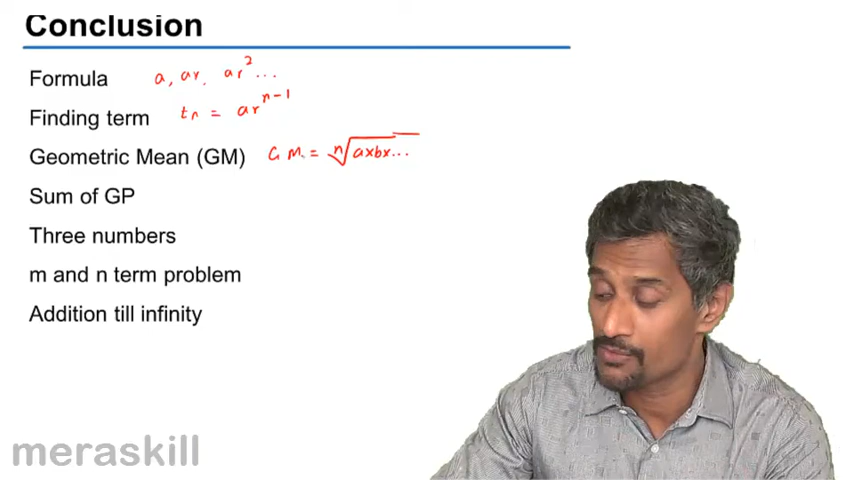 Conclusion
Formula a, ar, ar² ...
Finding term tn = ar^n-1
Geometric Mean (GM) G M = ⁿ√axbx...
Sum of GP
Three numbers
m and n term problem
Addition till infinity
meraskill